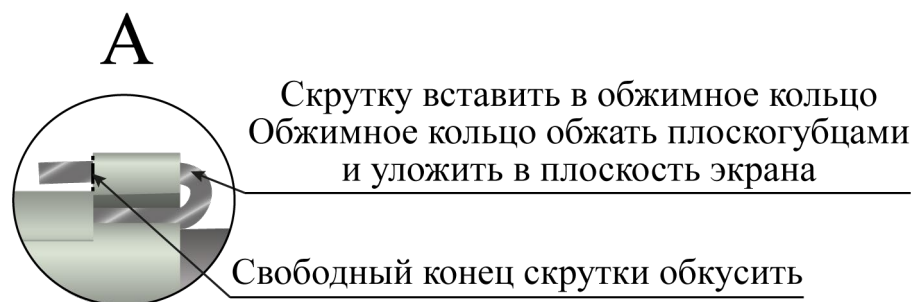 А
Скрутку вставить в обжимное кольцо
Обжимное кольцо обжать плоскогубцами
и уложить в плоскость экрана
Свободный конец скрутки обкусить